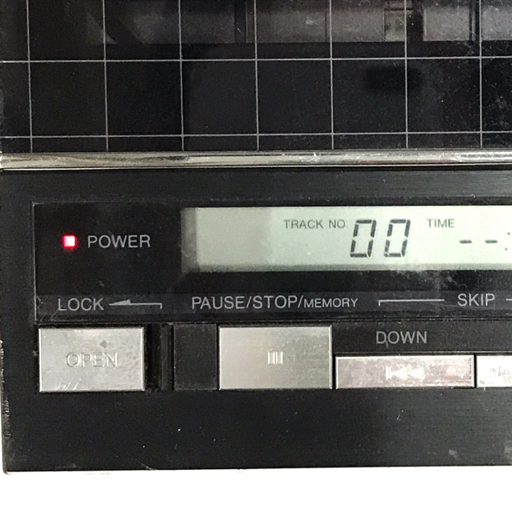 TRACK NO. 00 TIME --:
POWER
LOCK PAUSE/STOP/MEMORY SKIP
DOWN
OPEN